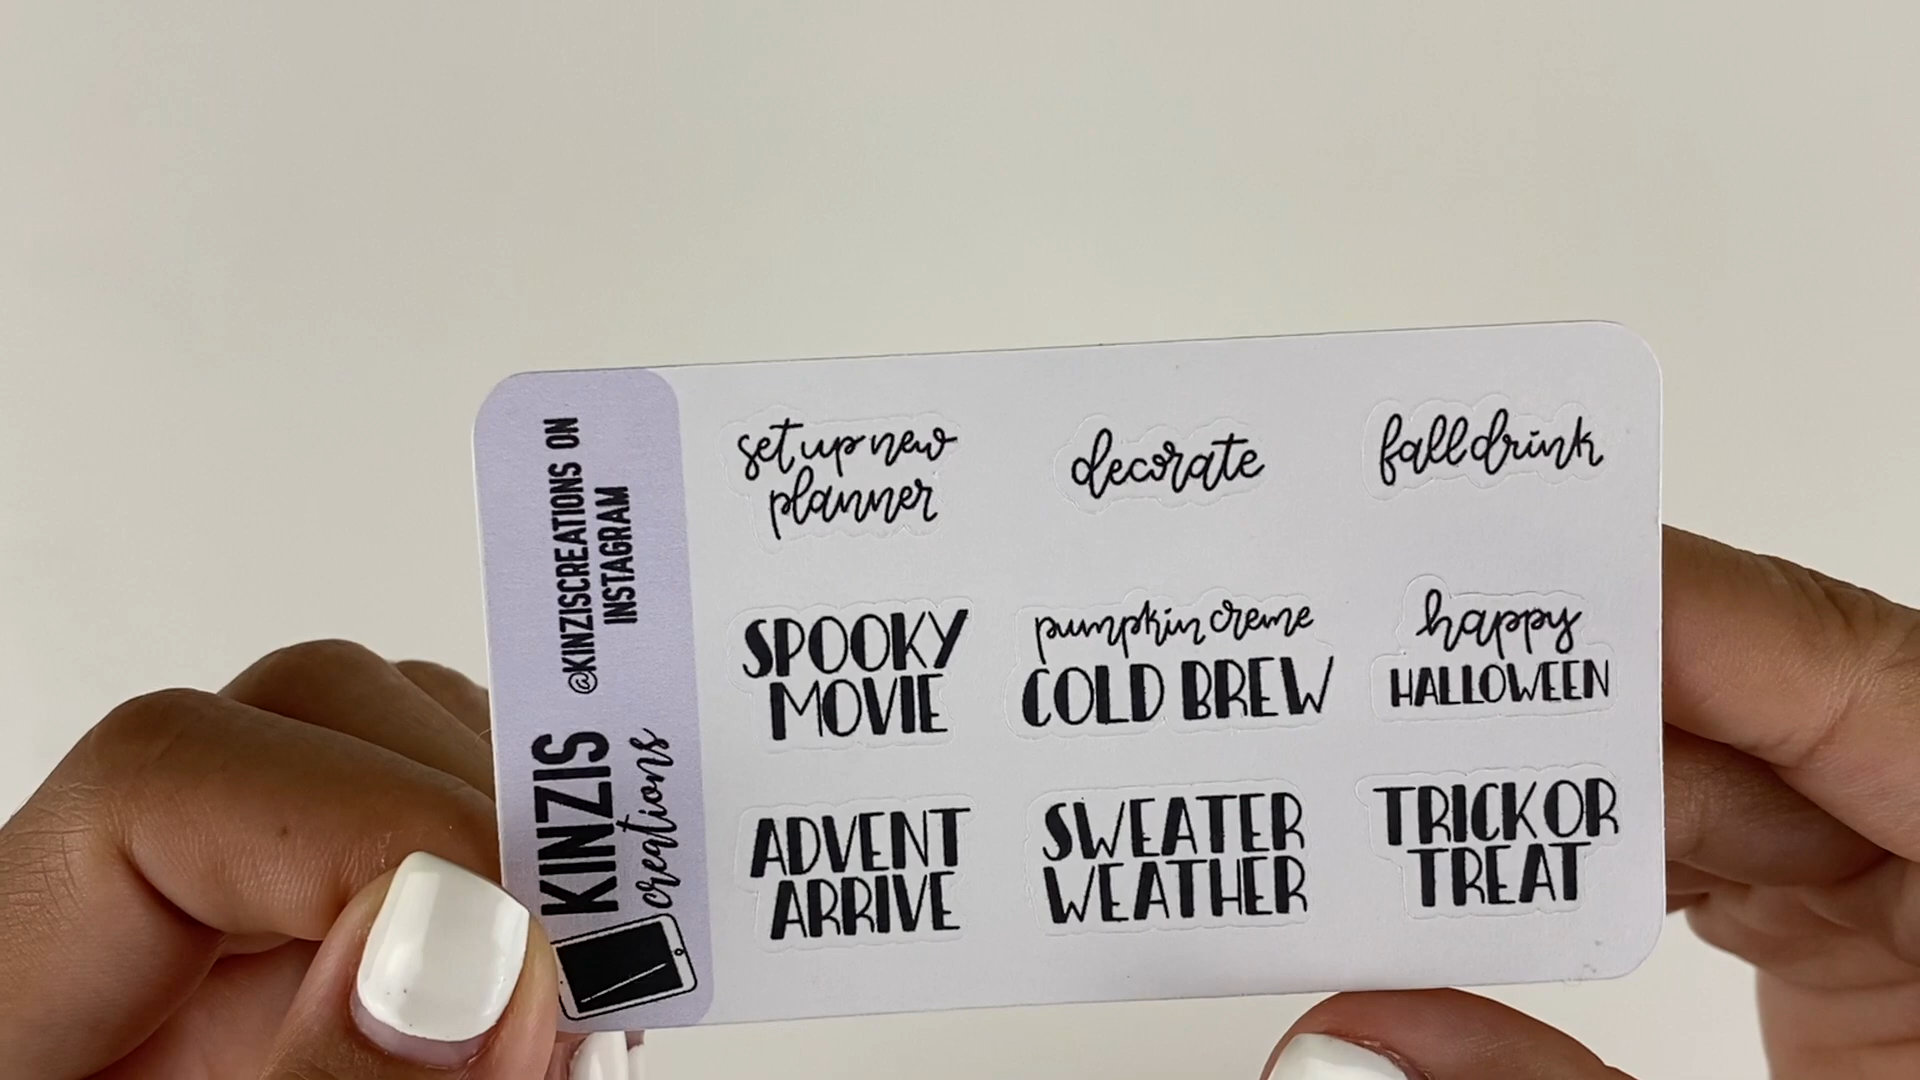 @KINZISCREATIONS ON
INSTAGRAM
KINZIS
creations
set up new
planner
decorate
fall drink
SPOOKY
MOVIE
pumpkin creme
COLD BREW
happy
HALLOWEEN
ADVENT
ARRIVE
SWEATER
WEATHER
TRICK OR
TREAT